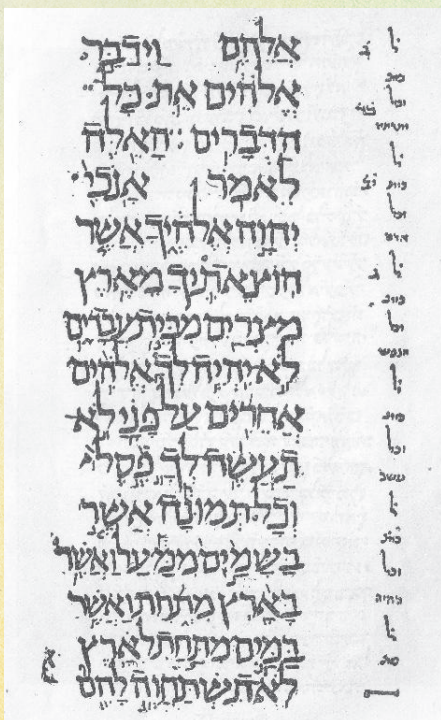 אלהם וידבר
אלהים את כל
הדברים האלה
לאמר אנכי
יהוה אלהיך אשר
הוצאתיך מארץ
מצרים מבית עבדים
לא יהיה לך אלהים
אחרים על פני לא
תעשה לך פסל
וכל תמונה אשר
בשמים ממעל ואשר
בארץ מתחת ואשר
במים מתחת לארץ
לא תשתחוה להם